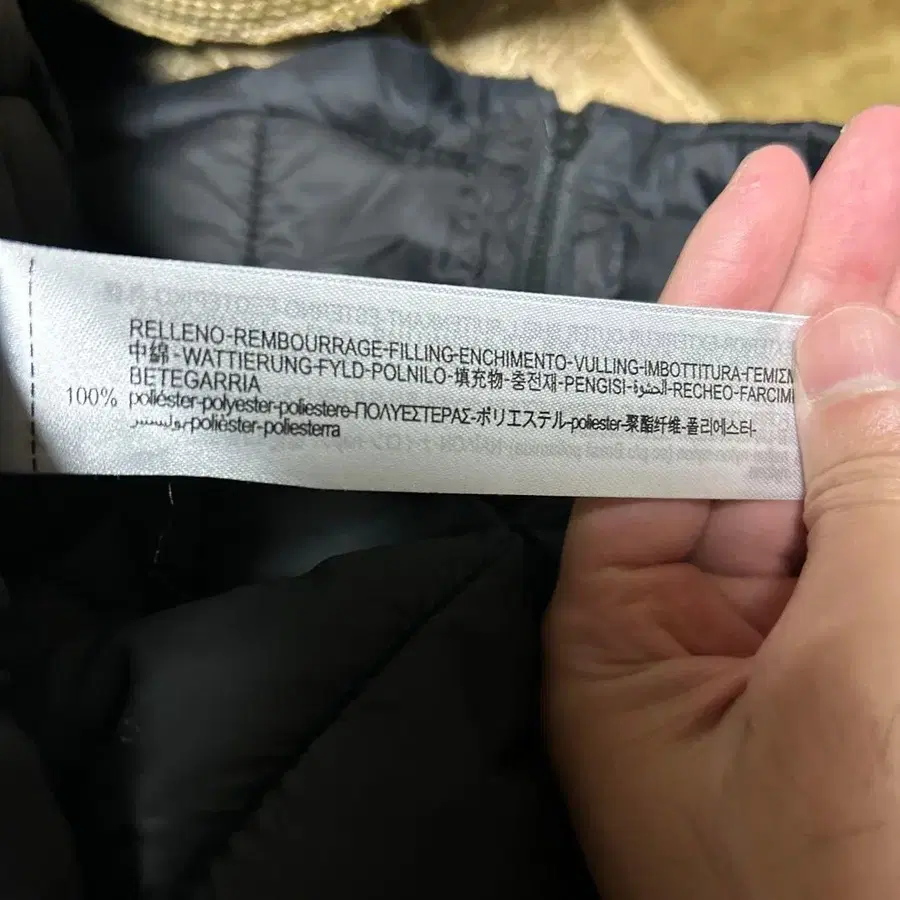 RELLENO-REMBOURRAGE-FILLING-ENCHIMENTO-VULLING-IMBOTTITURA-ΓΕΜΙΣΜ
中綿-WATTIERUNG-FYLD-POLNILO-填充物-충전재-PENGISI-الحشوة-RECHEO-FARCIM
BETEGARRIA
100% poliéster-polyester-poliestere-ΠΟΛΥΕΣΤΕΡΑΣ-ポリエステル-poliester-聚酯纤维-폴리에스터-
بوليستر-polièster-poliesterra